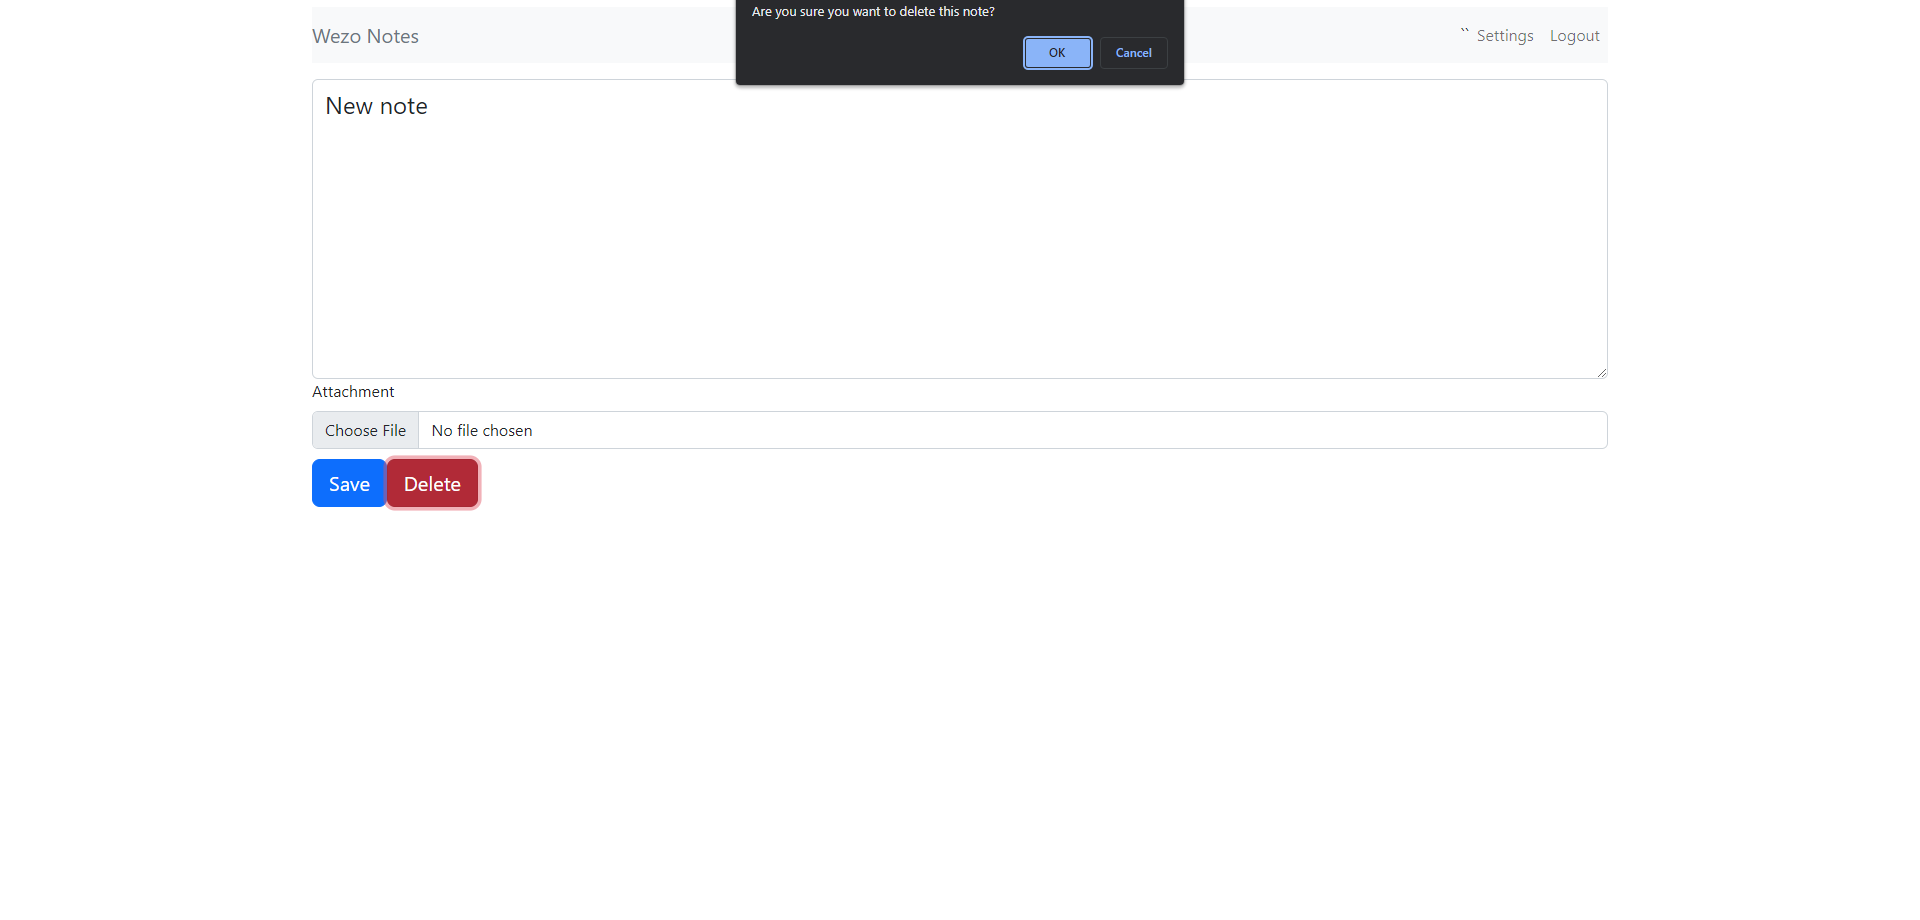 Are you sure you want to delete this note?
OK Cancel
Wezo Notes
`` Settings Logout
New note
Attachment
Choose File No file chosen
Save Delete